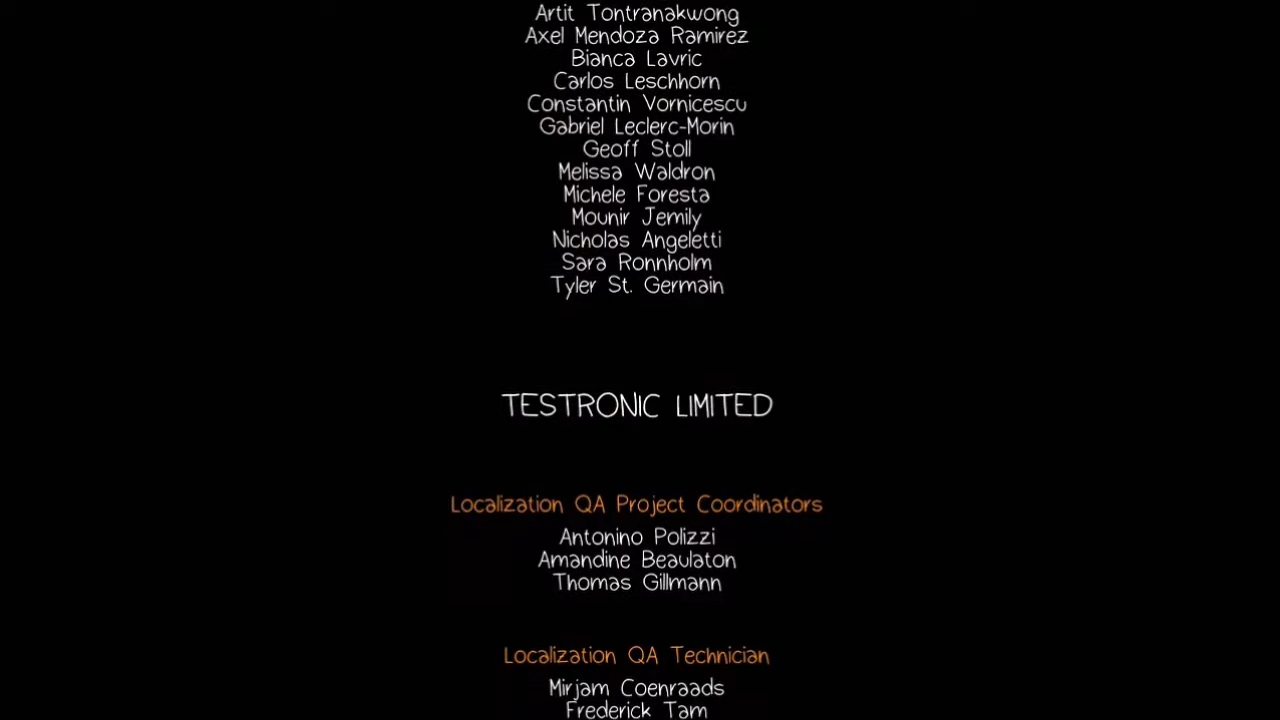 Artit Tontranakwong
Axel Mendoza Ramirez
Bianca Lavric
Carlos Leschhorn
Constantin Vornicescu
Gabriel Leclerc-Morin
Geoff Stoll
Melissa Waldron
Michele Foresta
Mounir Jemily
Nicholas Angeletti
Sara Ronnholm
Tyler St. Germain
TESTRONIC LIMITED
Localization QA Project Coordinators
Antonino Polizzi
Amandine Beaulaton
Thomas Gillmann
Localization QA Technician
Mirjam Coenraads
Frederick Tam